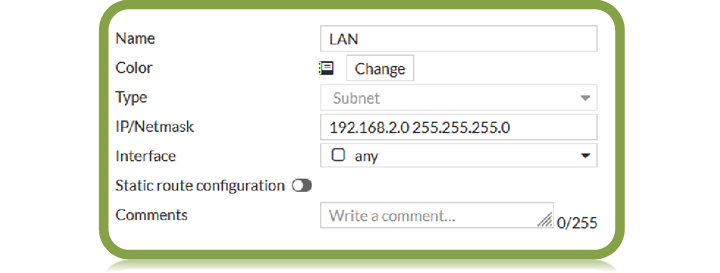 Name LAN
Color Change
Type Subnet
IP/Netmask 192.168.2.0 255.255.255.0
Interface any
Static route configuration
Comments Write a comment... 0/255